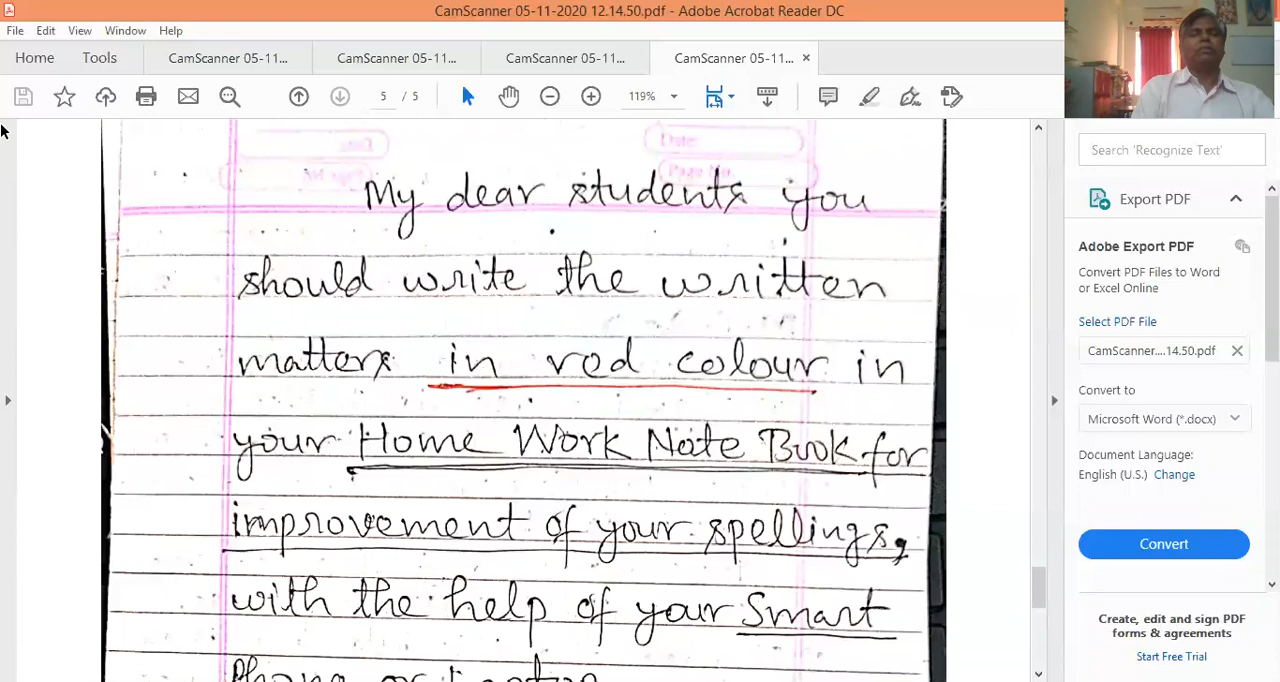 CamScanner 05-11-2020 12.14.50.pdf - Adobe Acrobat Reader DC
File Edit View Window Help
Home Tools CamScanner 05-11... CamScanner 05-11... CamScanner 05-11... CamScanner 05-11... ×
5 / 5 119%
Date:
Page No.
My dear students you
should write the written
matters in red colour in
your Home Work Note Book for
improvement of your spellings,
with the help of your Smart
Search 'Recognize Text'
Export PDF
Adobe Export PDF
Convert PDF Files to Word
or Excel Online
Select PDF File
CamScanner....14.50.pdf
Convert to
Microsoft Word (*.docx)
Document Language:
English (U.S.) Change
Convert
Create, edit and sign PDF
forms & agreements
Start Free Trial